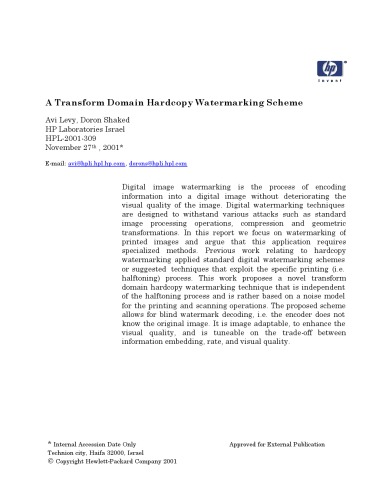 hp
invent
A Transform Domain Hardcopy Watermarking Scheme
Avi Levy, Doron Shaked
HP Laboratories Israel
HPL-2001-309
November 27th , 2001*
E-mail: avi@hpli.hpl.hp.com, dorons@hpli.hpl.com
Digital image watermarking is the process of encoding
information into a digital image without deteriorating the
visual quality of the image. Digital watermarking techniques
are designed to withstand various attacks such as standard
image processing operations, compression and geometric
transformations. In this report we focus on watermarking of
printed images and argue that this application requires
specialized methods. Previous work relating to hardcopy
watermarking applied standard digital watermarking schemes
or suggested techniques that exploit the specific printing (i.e.
halftoning) process. This work proposes a novel transform
domain hardcopy watermarking technique that is independent
of the halftoning process and is rather based on a noise model
for the printing and scanning operations. The proposed scheme
allows for blind watermark decoding, i.e. the encoder does not
know the original image. It is image adaptable, to enhance the
visual quality, and is tuneable on the trade-off between
information embedding, rate, and visual quality.
* Internal Accession Date Only Approved for External Publication
Technion city, Haifa 32000, Israel
© Copyright Hewlett-Packard Company 2001